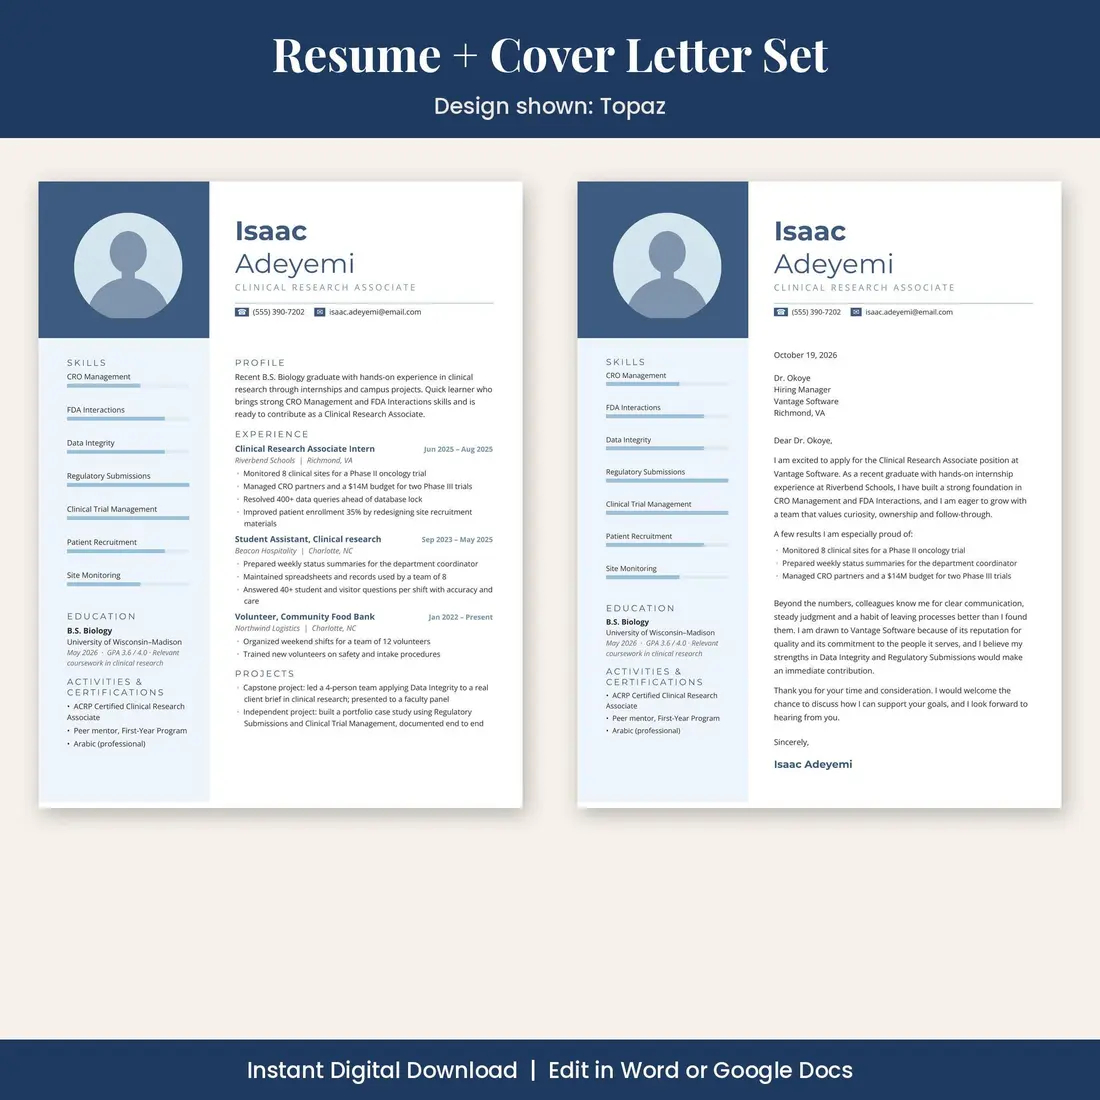 Resume + Cover Letter Set
Design shown: Topaz
Isaac
Adeyemi
CLINICAL RESEARCH ASSOCIATE
☎ (555) 390-7202 ✉ isaac.adeyemi@email.com
SKILLS
CRO Management
FDA Interactions
Data Integrity
Regulatory Submissions
Clinical Trial Management
Patient Recruitment
Site Monitoring
EDUCATION
B.S. Biology
University of Wisconsin–Madison
May 2026 · GPA 3.6 / 4.0 · Relevant
coursework in clinical research
ACTIVITIES &
CERTIFICATIONS
• ACRP Certified Clinical Research
Associate
• Peer mentor, First-Year Program
• Arabic (professional)
PROFILE
Recent B.S. Biology graduate with hands-on experience in clinical
research through internships and campus projects. Quick learner who
brings strong CRO Management and FDA Interactions skills and is
ready to contribute as a Clinical Research Associate.
EXPERIENCE
Clinical Research Associate Intern Jun 2025 – Aug 2025
Riverbend Schools | Richmond, VA
· Monitored 8 clinical sites for a Phase II oncology trial
· Managed CRO partners and a $14M budget for two Phase III trials
· Resolved 400+ data queries ahead of database lock
· Improved patient enrollment 35% by redesigning site recruitment
materials
Student Assistant, Clinical research Sep 2023 – May 2025
Beacon Hospitality | Charlotte, NC
· Prepared weekly status summaries for the department coordinator
· Maintained spreadsheets and records used by a team of 8
· Answered 40+ student and visitor questions per shift with accuracy and
care
Volunteer, Community Food Bank Jan 2022 – Present
Northwind Logistics | Charlotte, NC
· Organized weekend shifts for a team of 12 volunteers
· Trained new volunteers on safety and intake procedures
PROJECTS
· Capstone project: led a 4-person team applying Data Integrity to a real
client brief in clinical research; presented to a faculty panel
· Independent project: built a portfolio case study using Regulatory
Submissions and Clinical Trial Management, documented end to end
Isaac
Adeyemi
CLINICAL RESEARCH ASSOCIATE
☎ (555) 390-7202 ✉ isaac.adeyemi@email.com
SKILLS
CRO Management
FDA Interactions
Data Integrity
Regulatory Submissions
Clinical Trial Management
Patient Recruitment
Site Monitoring
EDUCATION
B.S. Biology
University of Wisconsin–Madison
May 2026 · GPA 3.6 / 4.0 · Relevant
coursework in clinical research
ACTIVITIES &
CERTIFICATIONS
• ACRP Certified Clinical Research
Associate
• Peer mentor, First-Year Program
• Arabic (professional)
October 19, 2026
Dr. Okoye
Hiring Manager
Vantage Software
Richmond, VA
Dear Dr. Okoye,
I am excited to apply for the Clinical Research Associate position at
Vantage Software. As a recent graduate with hands-on internship
experience at Riverbend Schools, I have built a strong foundation in
CRO Management and FDA Interactions, and I am eager to grow with
a team that values curiosity, ownership and follow-through.
A few results I am especially proud of:
· Monitored 8 clinical sites for a Phase II oncology trial
· Prepared weekly status summaries for the department coordinator
· Managed CRO partners and a $14M budget for two Phase III trials
Beyond the numbers, colleagues know me for clear communication,
steady judgment and a habit of leaving processes better than I found
them. I am drawn to Vantage Software because of its reputation for
quality and its commitment to the people it serves, and I believe my
strengths in Data Integrity and Regulatory Submissions would make
an immediate contribution.
Thank you for your time and consideration. I would welcome the
chance to discuss how I can support your goals, and I look forward to
hearing from you.
Sincerely,
Isaac Adeyemi
Instant Digital Download | Edit in Word or Google Docs